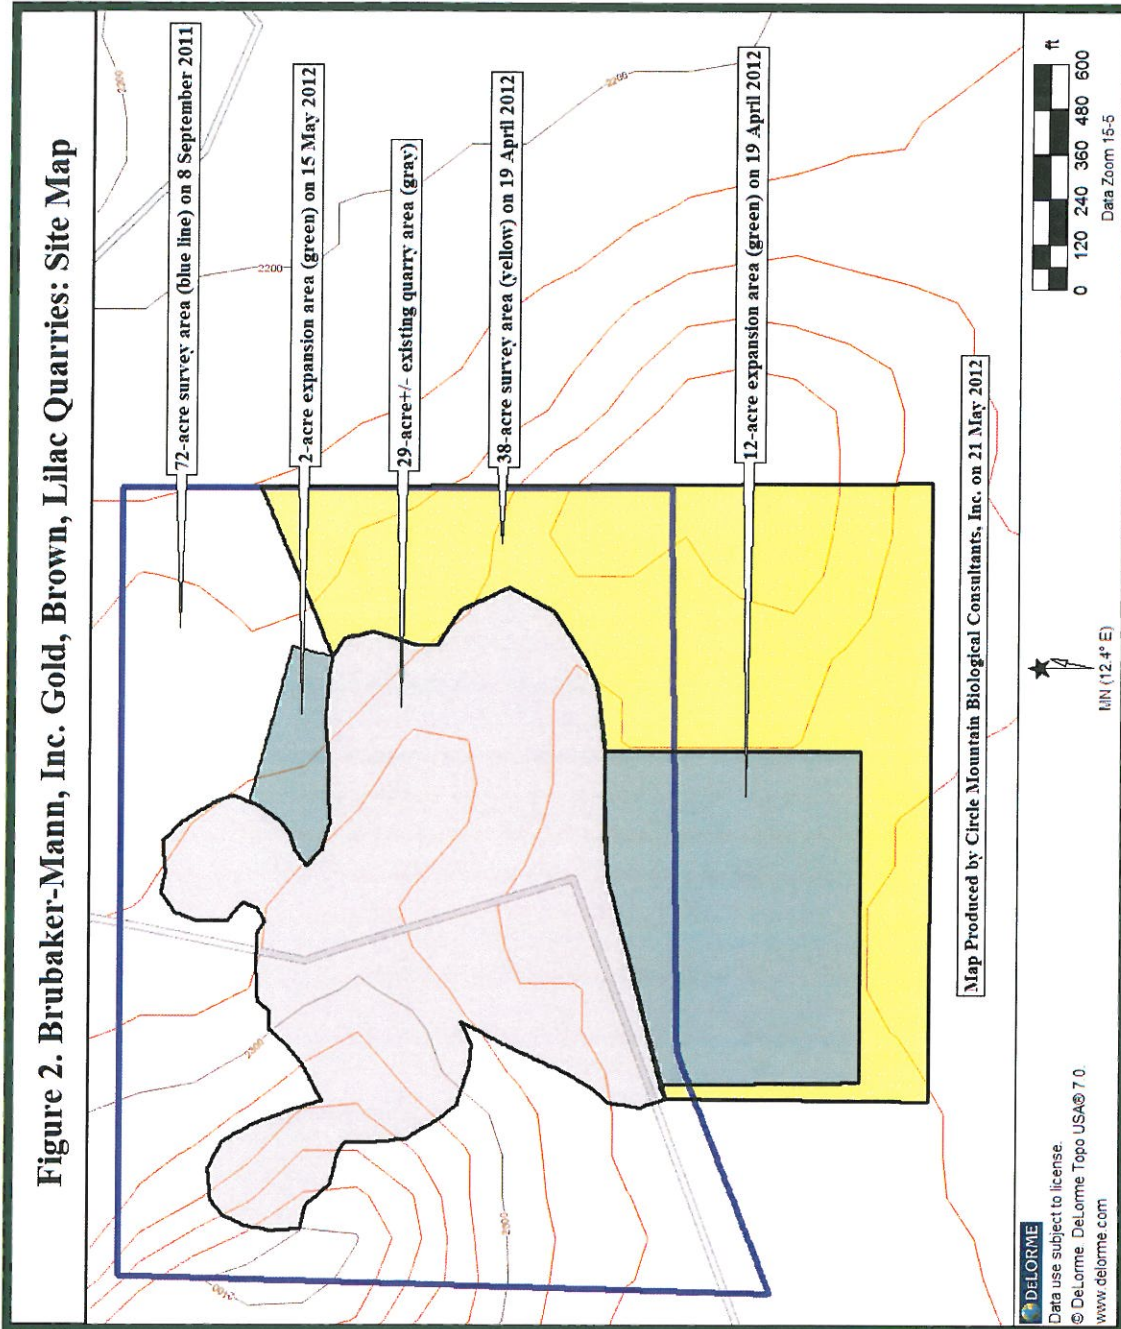 Figure 2. Brubaker-Mann, Inc. Gold, Brown, Lilac Quarries: Site Map
2200
72-acre survey area (blue line) on 8 September 2011
2300
2200
2-acre expansion area (green) on 15 May 2012
29-acre+/- existing quarry area (gray)
2300
38-acre survey area (yellow) on 19 April 2012
2200
12-acre expansion area (green) on 19 April 2012
Map Produced by Circle Mountain Biological Consultants, Inc. on 21 May 2012
DELORME
Data use subject to license.
© DeLorme. DeLorme Topo USA® 7.0.
www.delorme.com
MN (12.4° E)
ft
0 120 240 360 480 600
Data Zoom 15-5